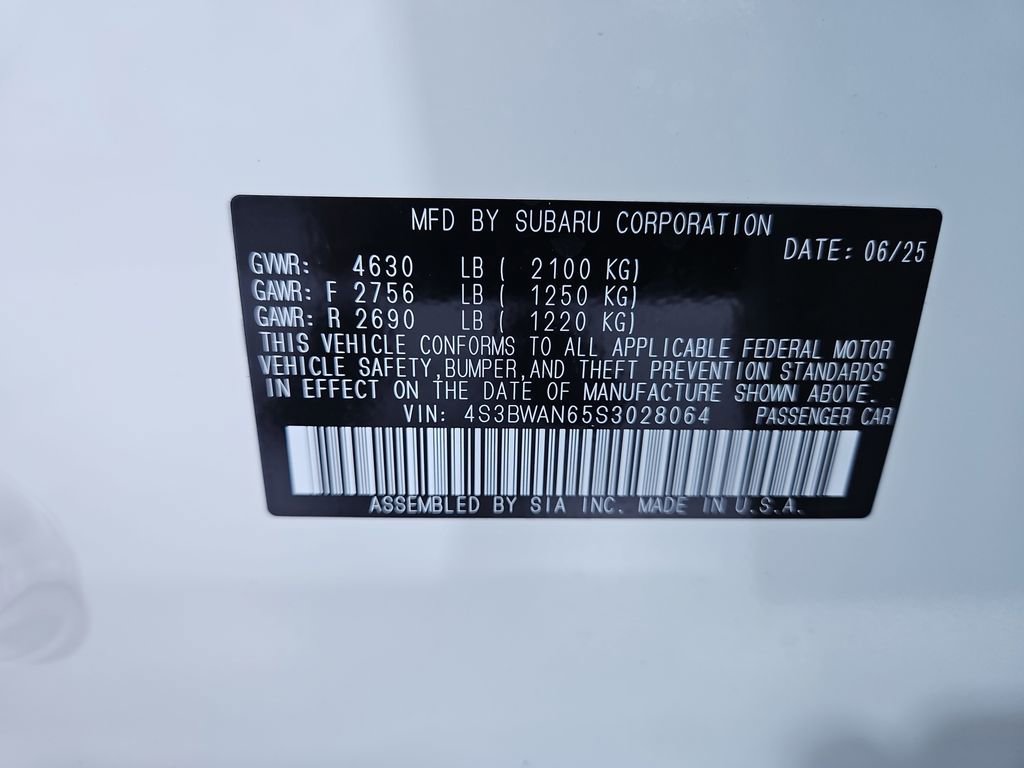 MFD BY SUBARU CORPORATION
DATE: 06/25
GVWR: 4630 LB ( 2100 KG)
GAWR: F 2756 LB ( 1250 KG)
GAWR: R 2690 LB ( 1220 KG)
THIS VEHICLE CONFORMS TO ALL APPLICABLE FEDERAL MOTOR
VEHICLE SAFETY, BUMPER, AND THEFT PREVENTION STANDARDS
IN EFFECT ON THE DATE OF MANUFACTURE SHOWN ABOVE.
VIN: 4S3BWAN65S3028064 PASSENGER CAR
ASSEMBLED BY SIA INC. MADE IN U.S.A.